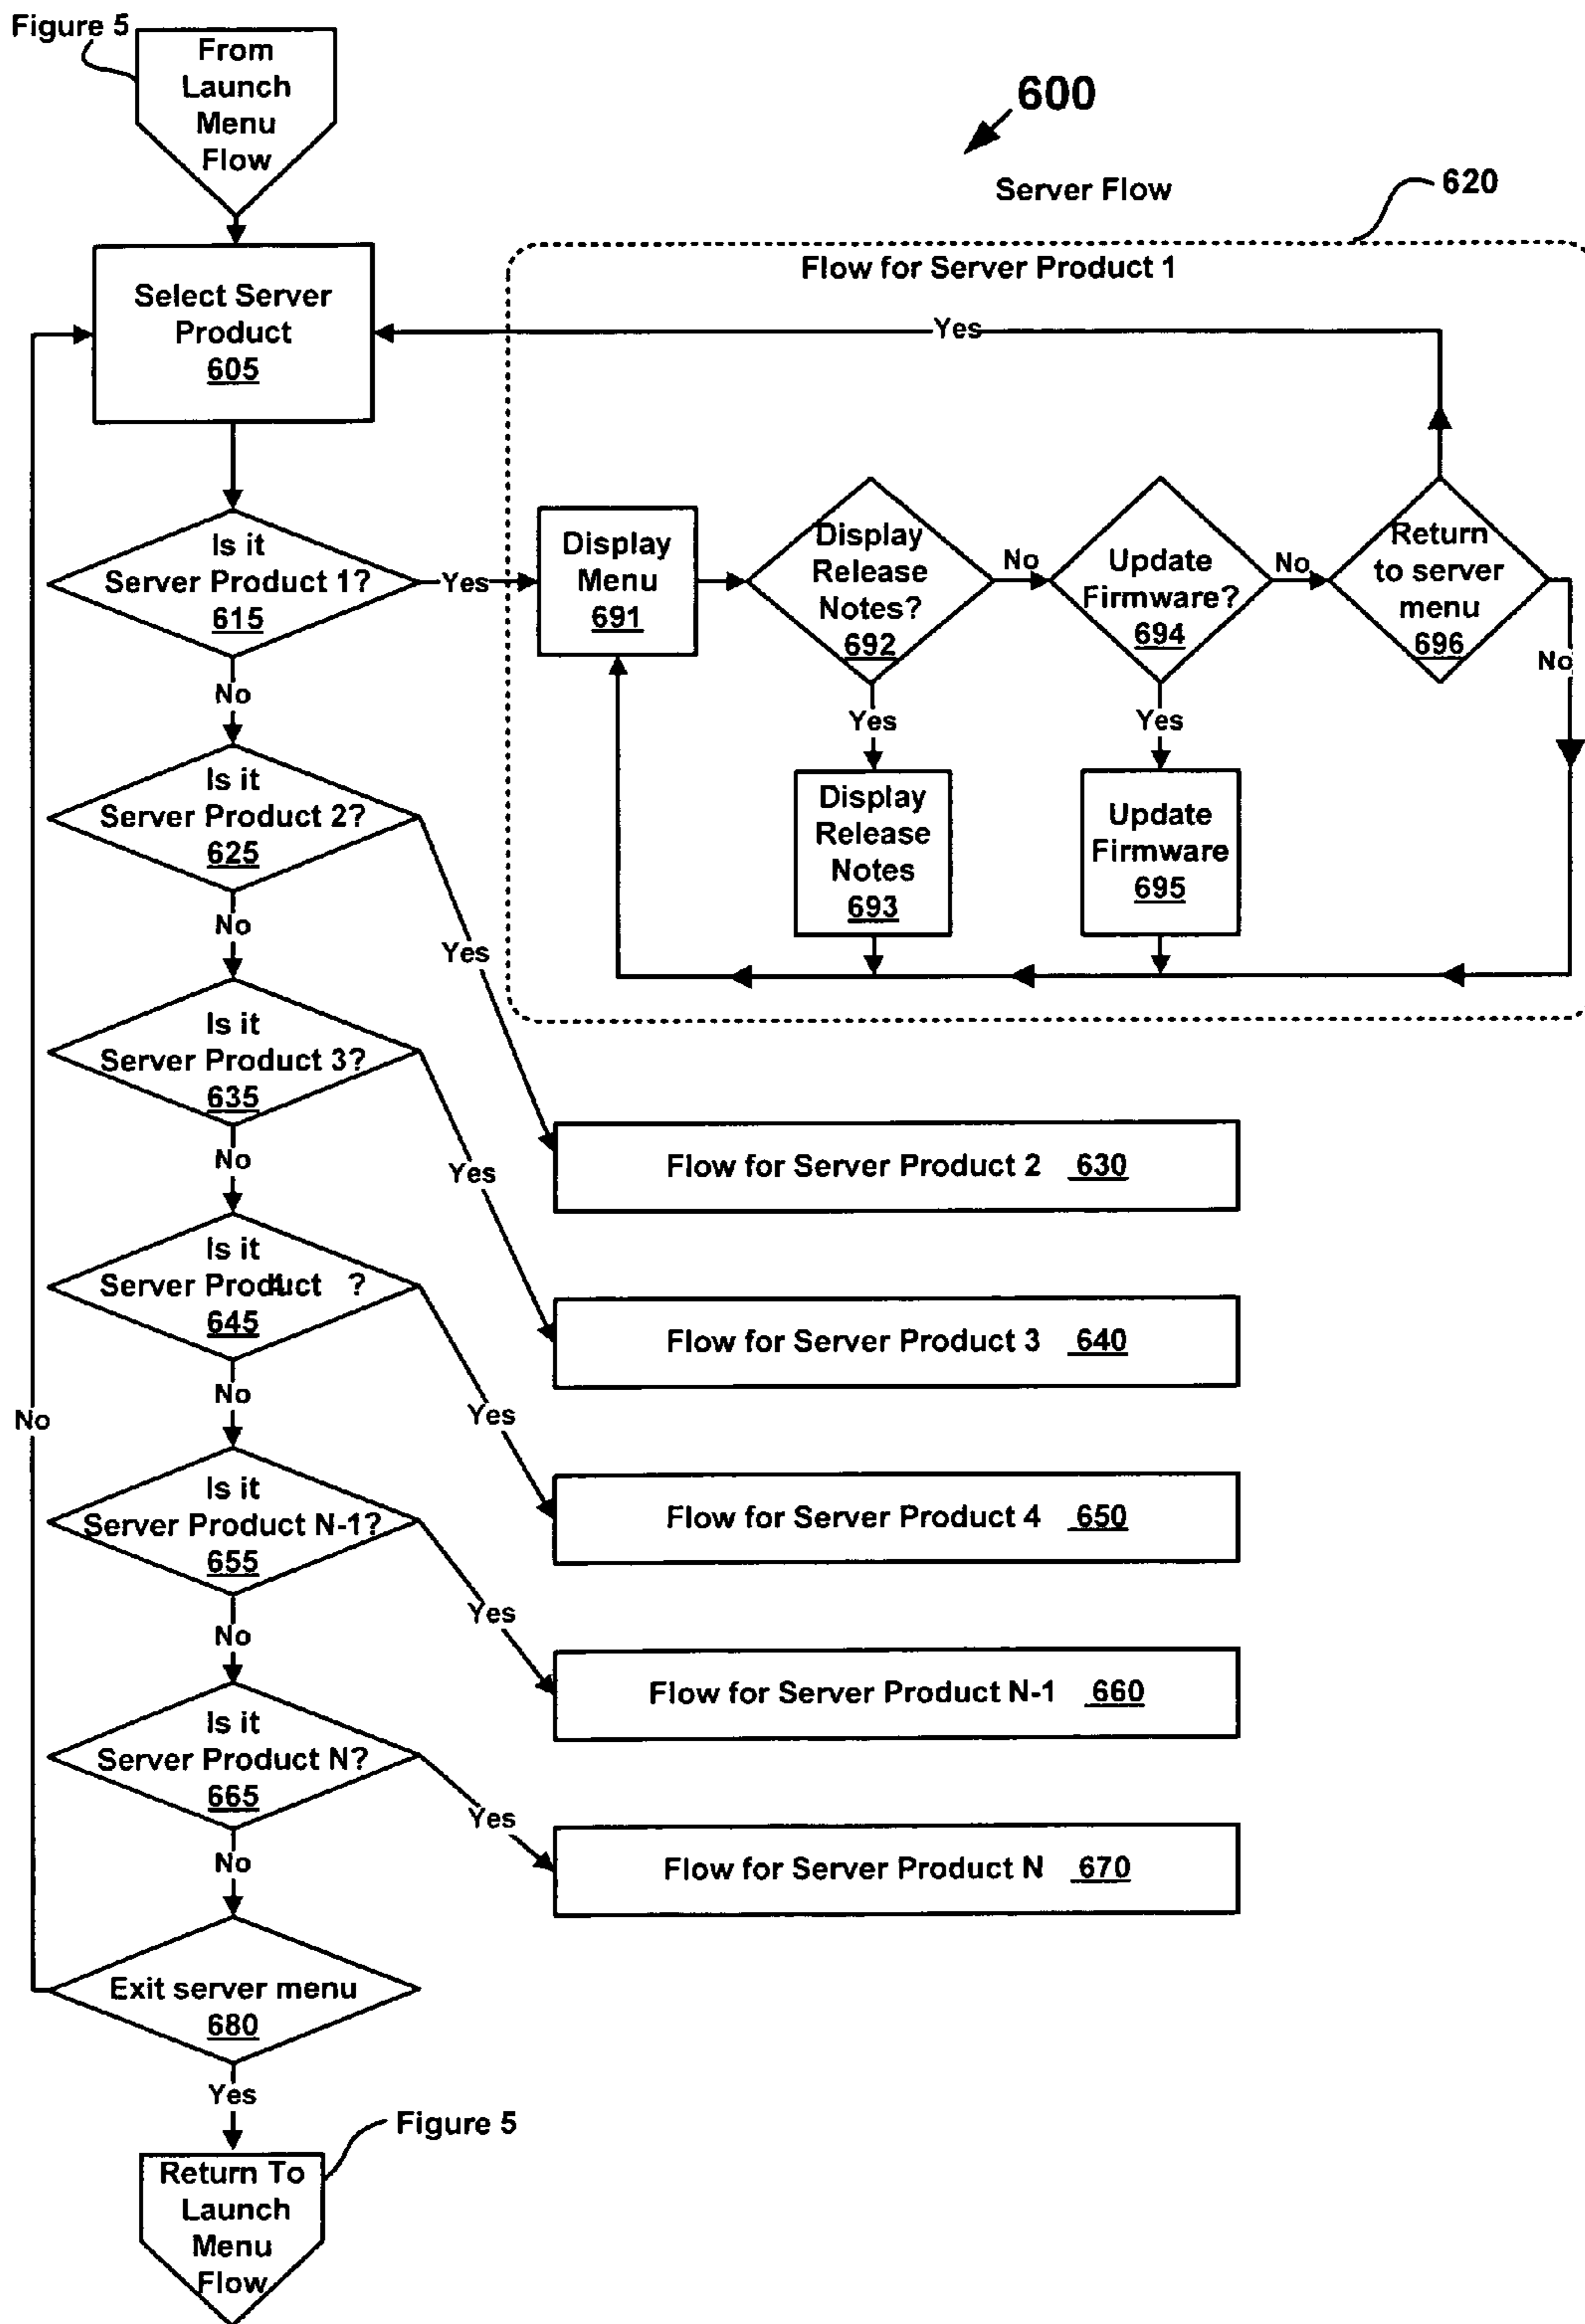 Figure 5
From
Launch
Menu
Flow
600
Server Flow
620
Flow for Server Product 1
Select Server
Product
605
Yes
Is it
Server Product 1?
615
Yes
Display
Menu
691
Display
Release
Notes?
692
No
Update
Firmware?
694
No
Return
to server
menu
696
No
Yes
Display
Release
Notes
693
Yes
Update
Firmware
695
No
Is it
Server Product 2?
625
Yes
No
Is it
Server Product 3?
635
Yes
Flow for Server Product 2 630
No
Is it
Server Product 4 ?
645
Yes
Flow for Server Product 3 640
No
No
Is it
Server Product N-1?
655
Yes
Flow for Server Product 4 650
No
Is it
Server Product N?
665
Yes
Flow for Server Product N-1 660
No
Flow for Server Product N 670
Exit server menu
680
Yes
Figure 5
Return To
Launch
Menu
Flow